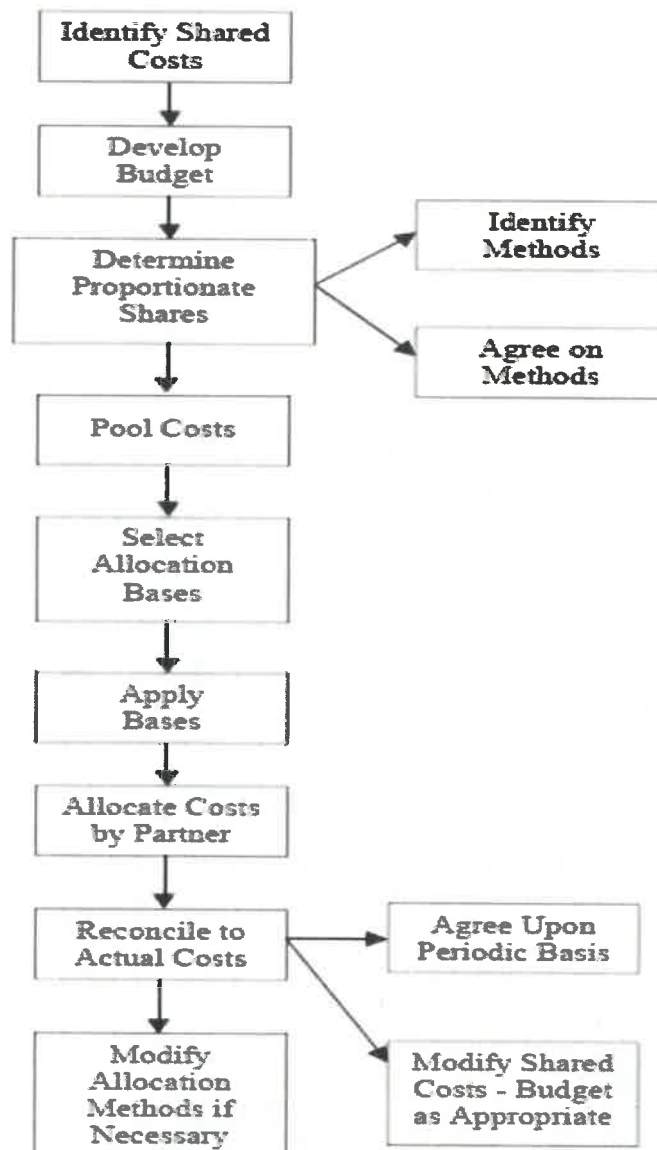 Identify Shared
Costs
Develop
Budget
Determine
Proportionate
Shares
Identify
Methods
Agree on
Methods
Pool Costs
Select
Allocation
Bases
Apply
Bases
Allocate Costs
by Partner
Reconcile to
Actual Costs
Agree Upon
Periodic Basis
Modify
Allocation
Methods if
Necessary
Modify Shared
Costs - Budget
as Appropriate